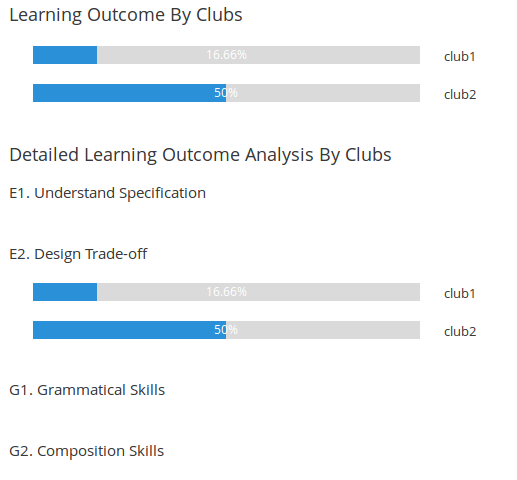 Learning Outcome By Clubs
16.66% club1
50% club2
Detailed Learning Outcome Analysis By Clubs
E1. Understand Specification
E2. Design Trade-off
16.66% club1
50% club2
G1. Grammatical Skills
G2. Composition Skills